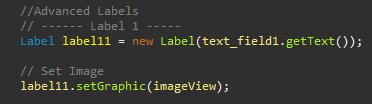 //Advanced Labels
// ------ Label 1 -----
Label label11 = new Label(text_field1.getText());
// Set Image
label11.setGraphic(imageView);